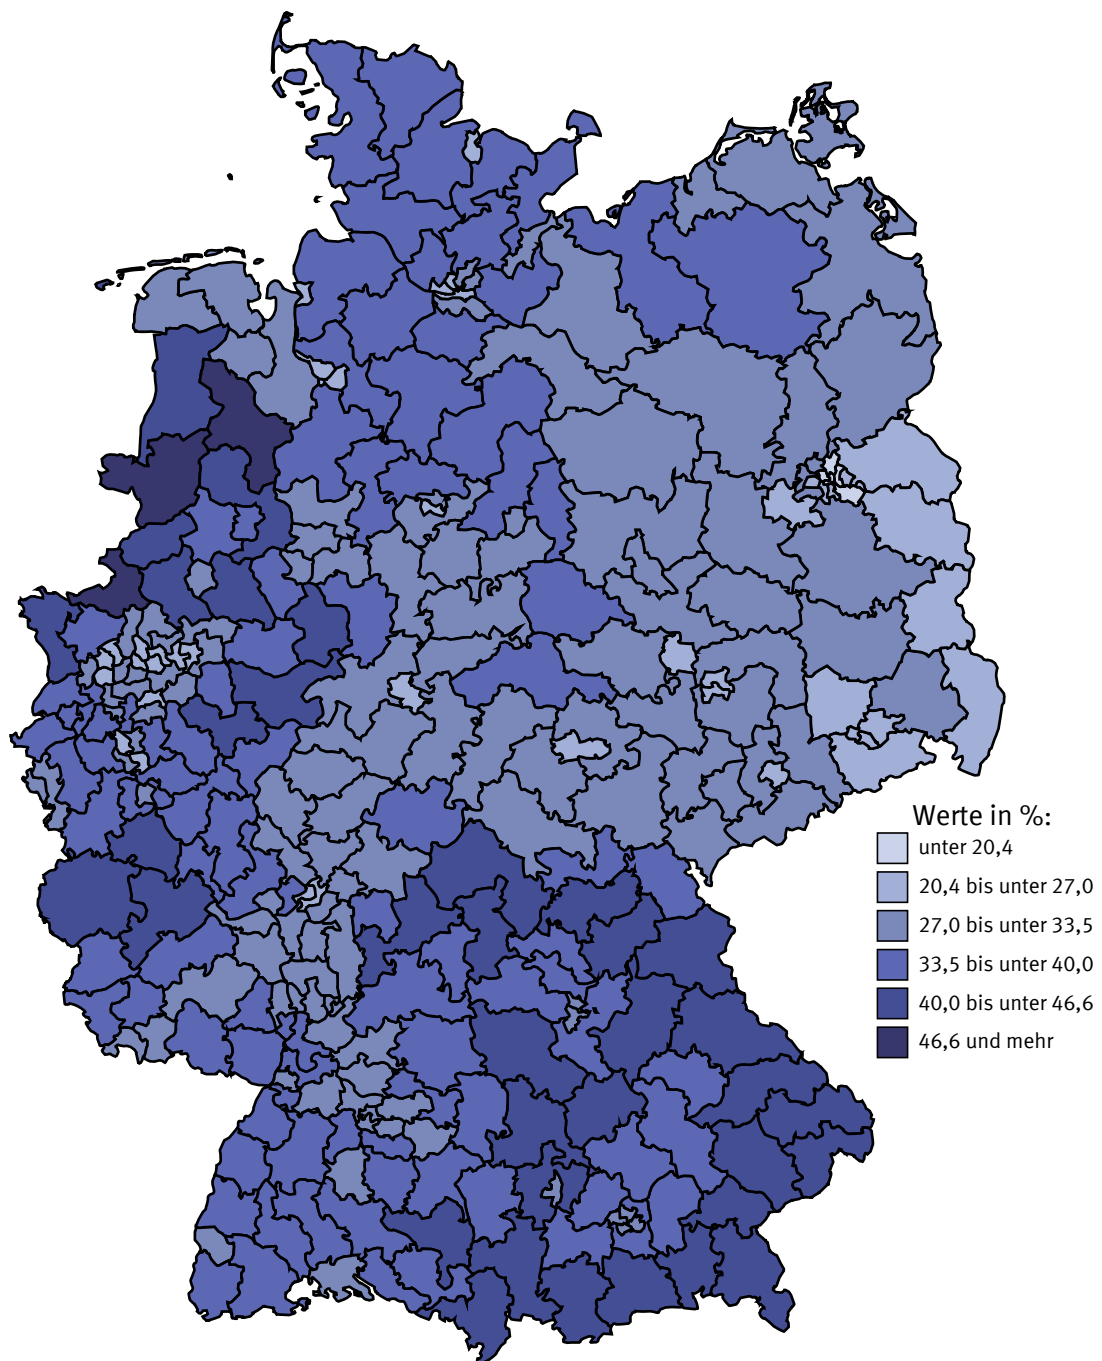 Werte in %:
unter 20,4
20,4 bis unter 27,0
27,0 bis unter 33,5
33,5 bis unter 40,0
40,0 bis unter 46,6
46,6 und mehr